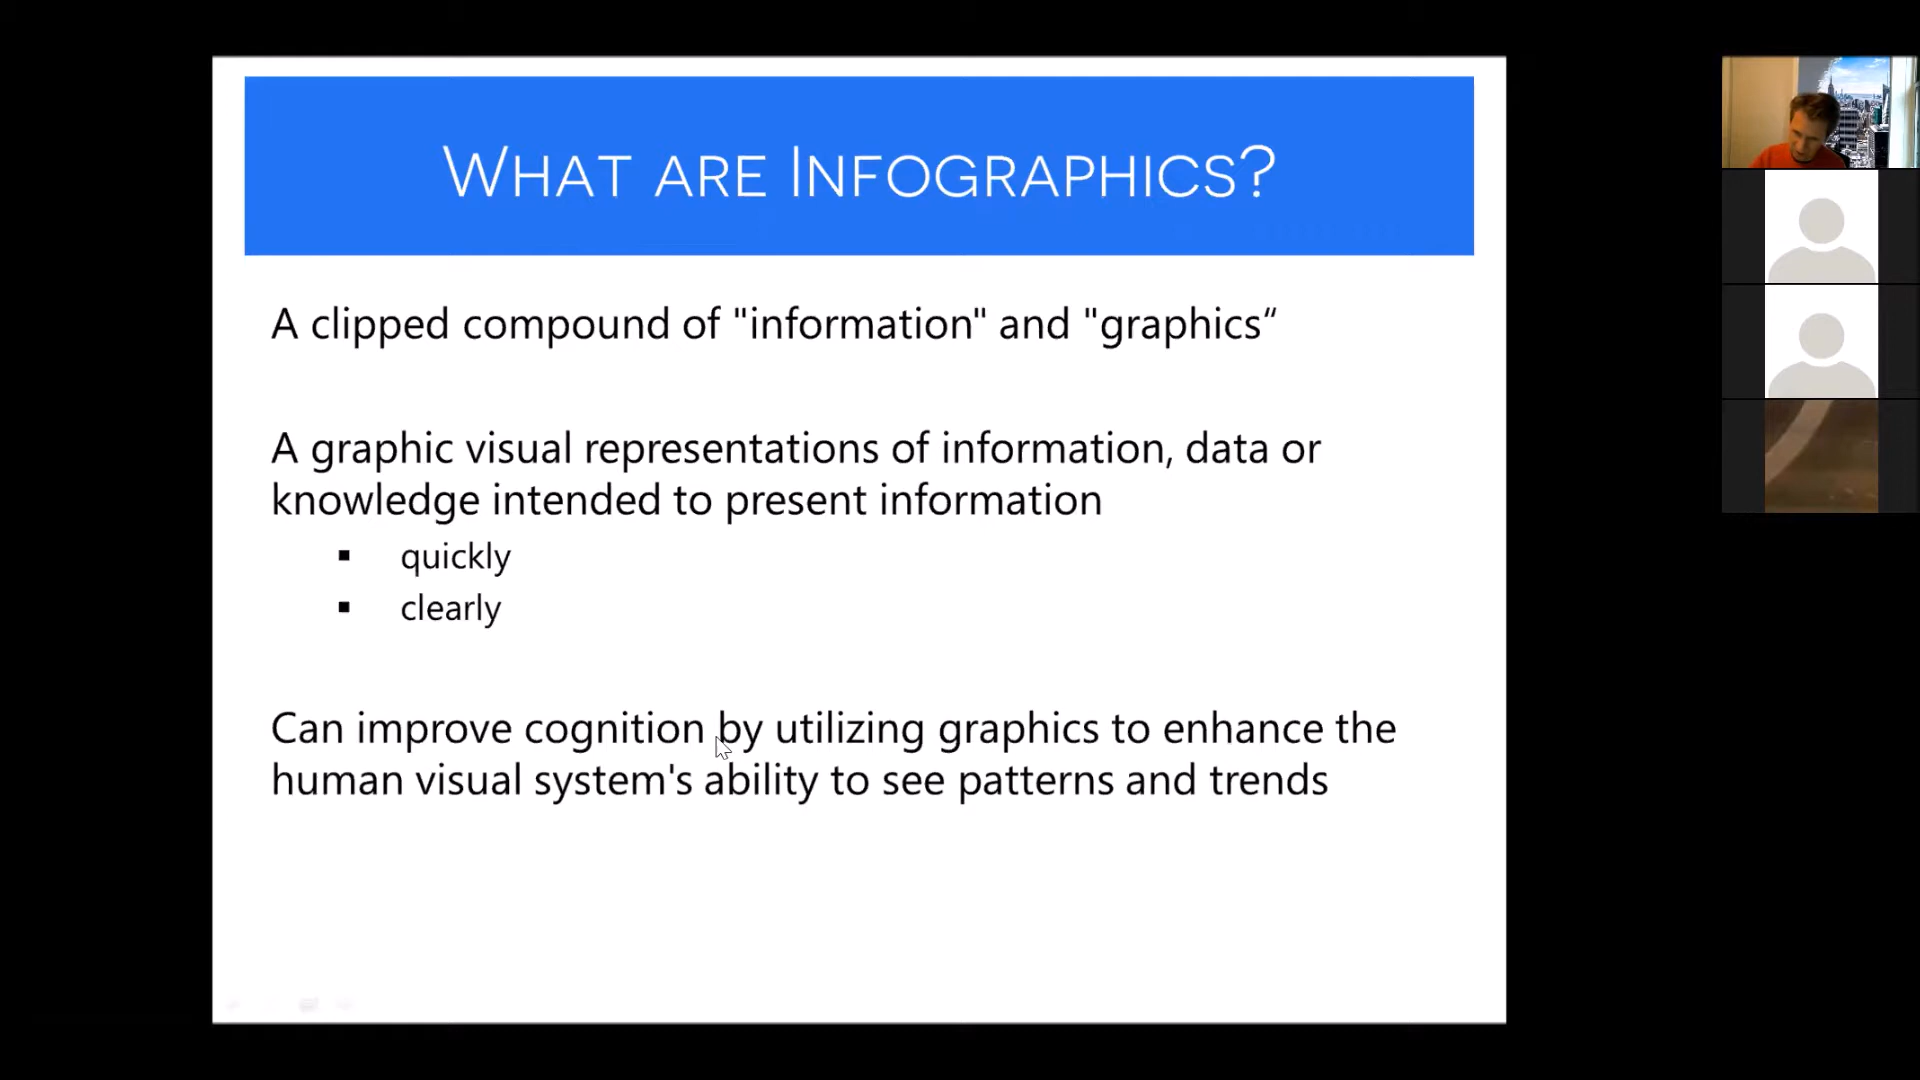 WHAT ARE INFOGRAPHICS?
A clipped compound of "information" and "graphics“
A graphic visual representations of information, data or
knowledge intended to present information
▪ quickly
▪ clearly
Can improve cognition by utilizing graphics to enhance the
human visual system's ability to see patterns and trends